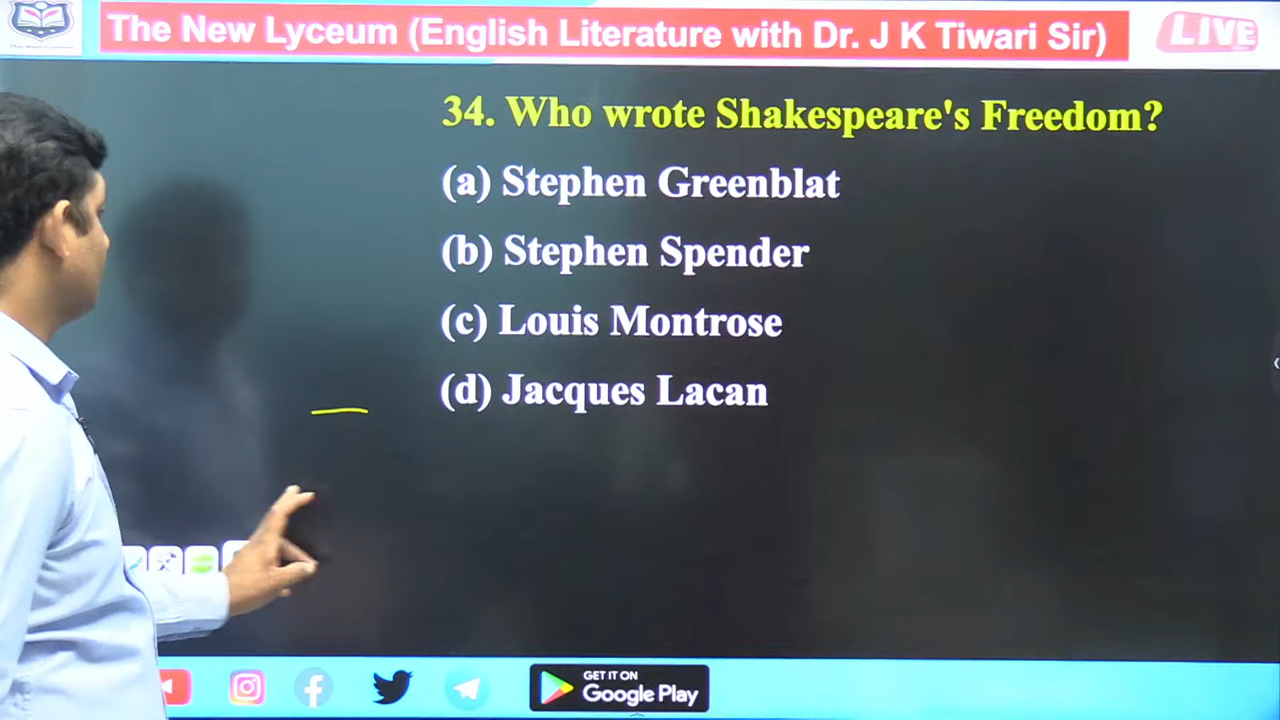 The New Lyceum (English Literature with Dr. J K Tiwari Sir)
LIVE
34. Who wrote Shakespeare's Freedom?
(a) Stephen Greenblat
(b) Stephen Spender
(c) Louis Montrose
(d) Jacques Lacan
GET IT ON
Google Play